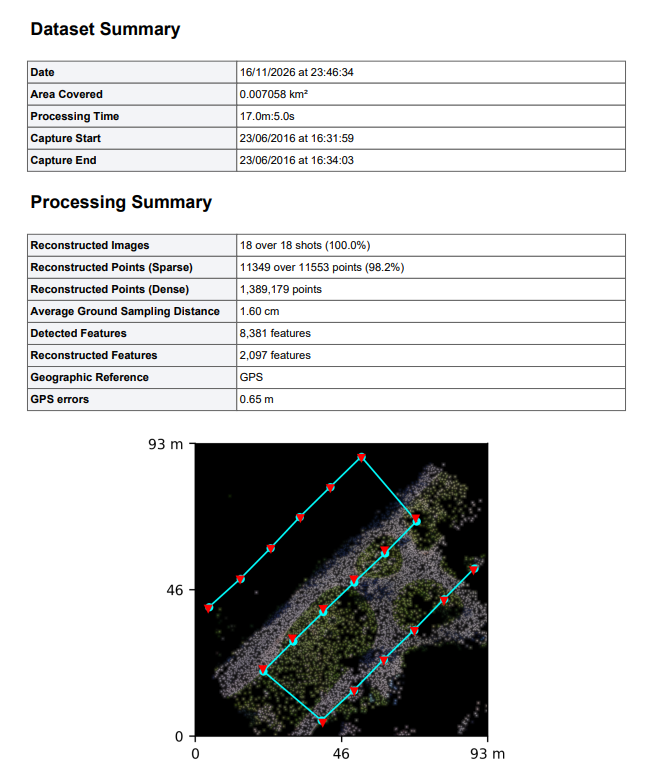 Dataset Summary
Date 16/11/2026 at 23:46:34
Area Covered 0.007058 km²
Processing Time 17.0m:5.0s
Capture Start 23/06/2016 at 16:31:59
Capture End 23/06/2016 at 16:34:03
Processing Summary
Reconstructed Images 18 over 18 shots (100.0%)
Reconstructed Points (Sparse) 11349 over 11553 points (98.2%)
Reconstructed Points (Dense) 1,389,179 points
Average Ground Sampling Distance 1.60 cm
Detected Features 8,381 features
Reconstructed Features 2,097 features
Geographic Reference GPS
GPS errors 0.65 m
93 m
46
0
0 46 93 m